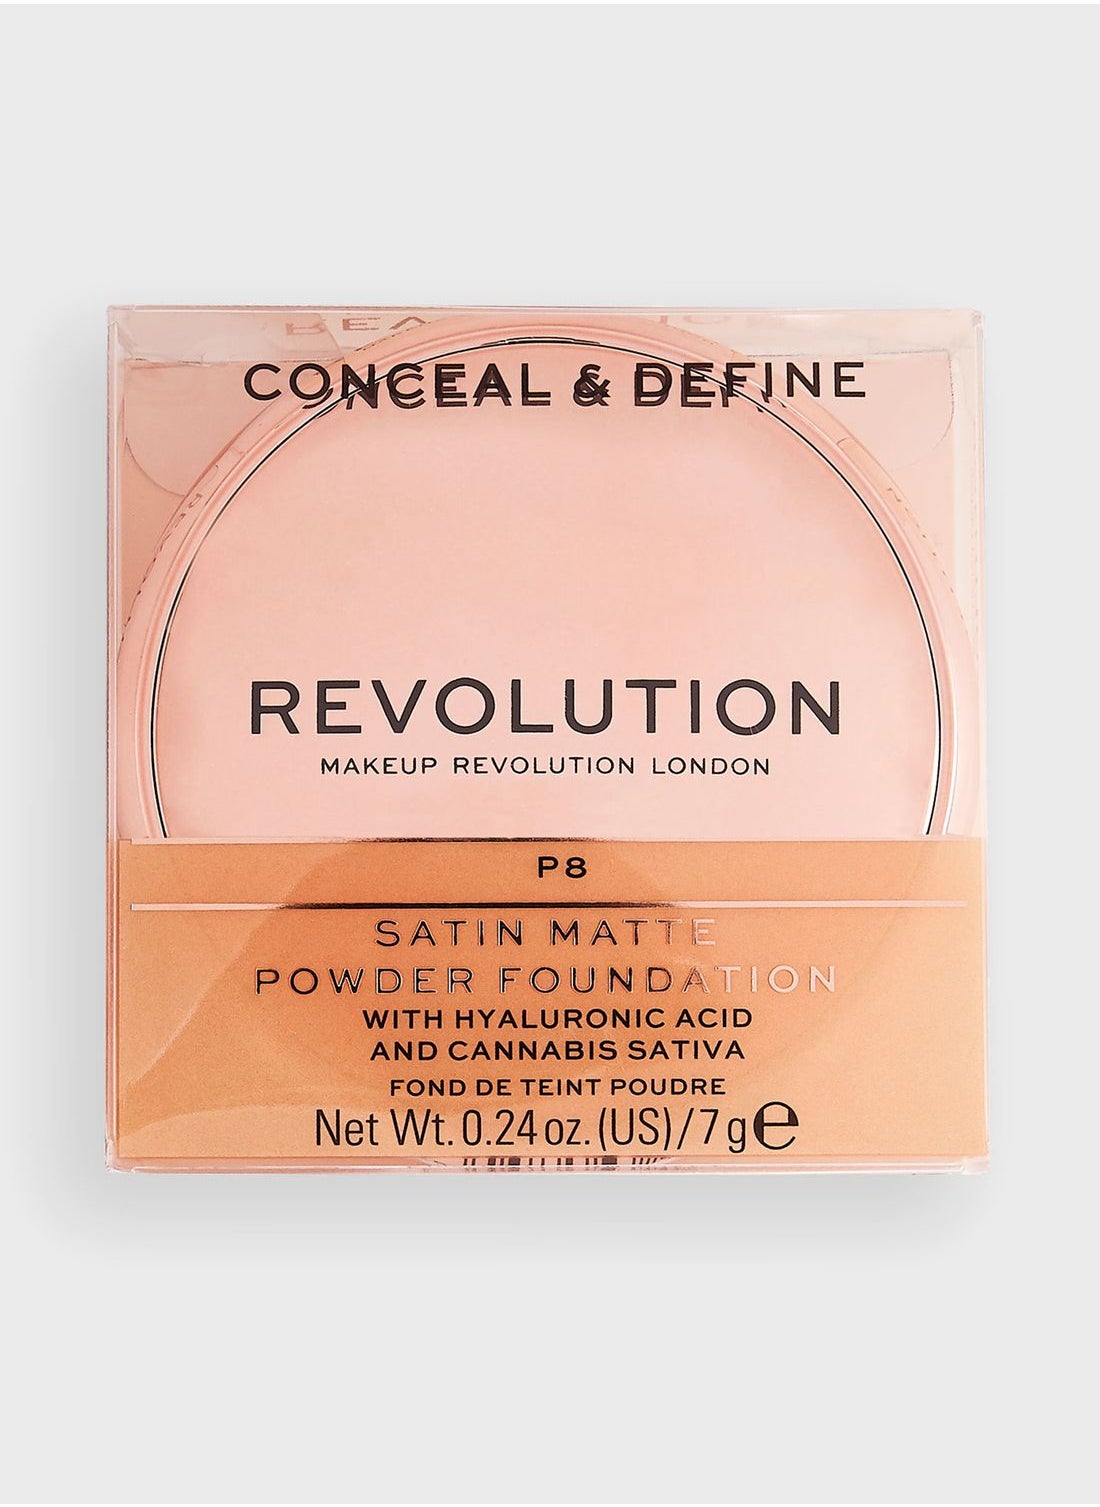 CONCEAL & DEFINE
REVOLUTION
MAKEUP REVOLUTION LONDON
P8
SATIN MATTE
POWDER FOUNDATION
WITH HYALURONIC ACID
AND CANNABIS SATIVA
FOND DE TEINT POUDRE
Net Wt. 0.24 oz. (US)/7 g e